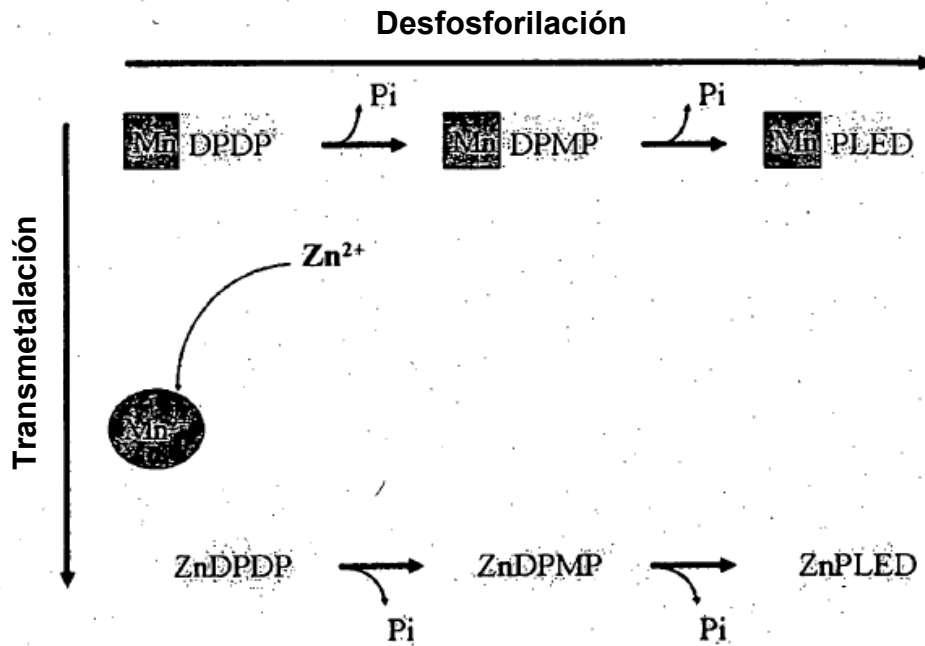 Desfosforilación
Pi
Pi
Mn DPDP
Mn DPMP
Mn PLED
Transmetalación
Zn²⁺
Mn
ZnDPDP
ZnDPMP
ZnPLED
Pi
Pi